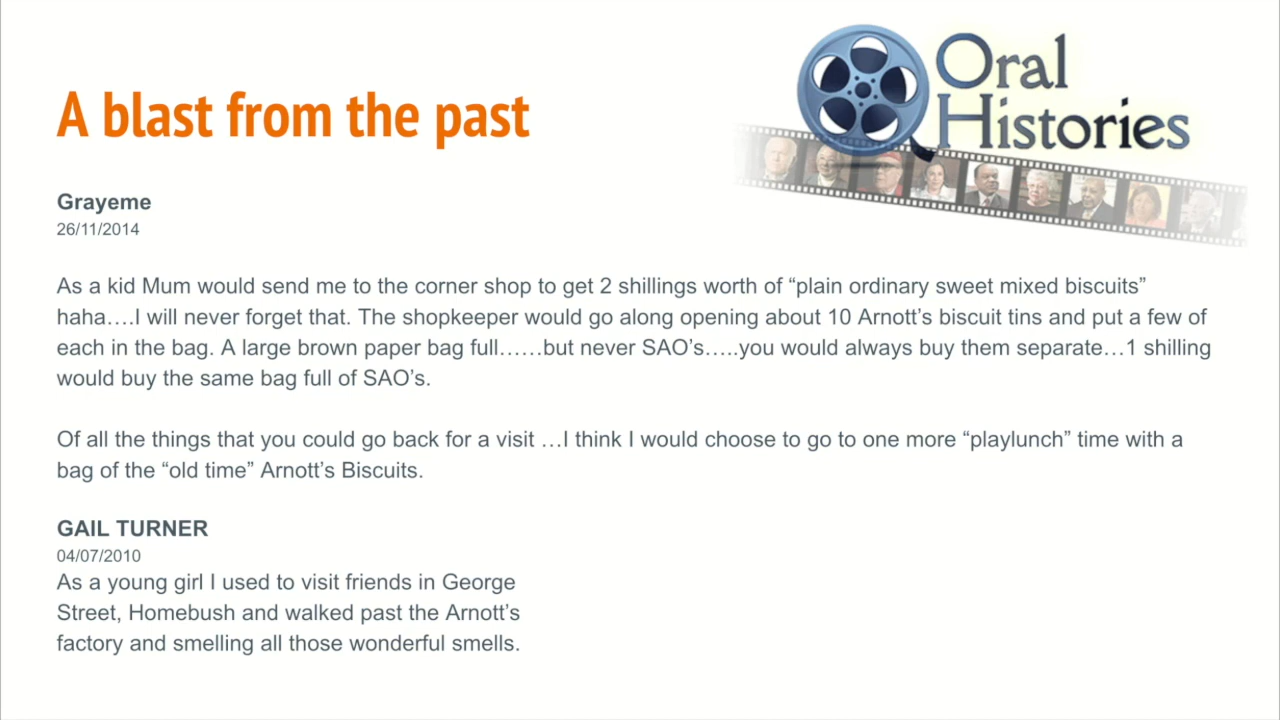 Oral
Histories
A blast from the past
Grayeme
26/11/2014
As a kid Mum would send me to the corner shop to get 2 shillings worth of “plain ordinary sweet mixed biscuits”
haha….I will never forget that. The shopkeeper would go along opening about 10 Arnott’s biscuit tins and put a few of
each in the bag. A large brown paper bag full……but never SAO’s…..you would always buy them separate…1 shilling
would buy the same bag full of SAO’s.
Of all the things that you could go back for a visit …I think I would choose to go to one more “playlunch” time with a
bag of the “old time” Arnott’s Biscuits.
GAIL TURNER
04/07/2010
As a young girl I used to visit friends in George
Street, Homebush and walked past the Arnott’s
factory and smelling all those wonderful smells.